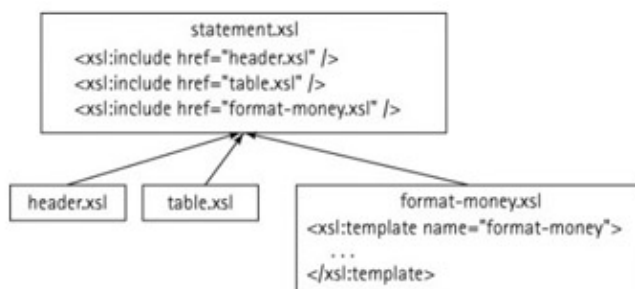 statement.xsl
<xsl:include href="header.xsl" />
<xsl:include href="table.xsl" />
<xsl:include href="format-money.xsl" />
header.xsl
table.xsl
format-money.xsl
<xsl:template name="format-money">
...
</xsl:template>